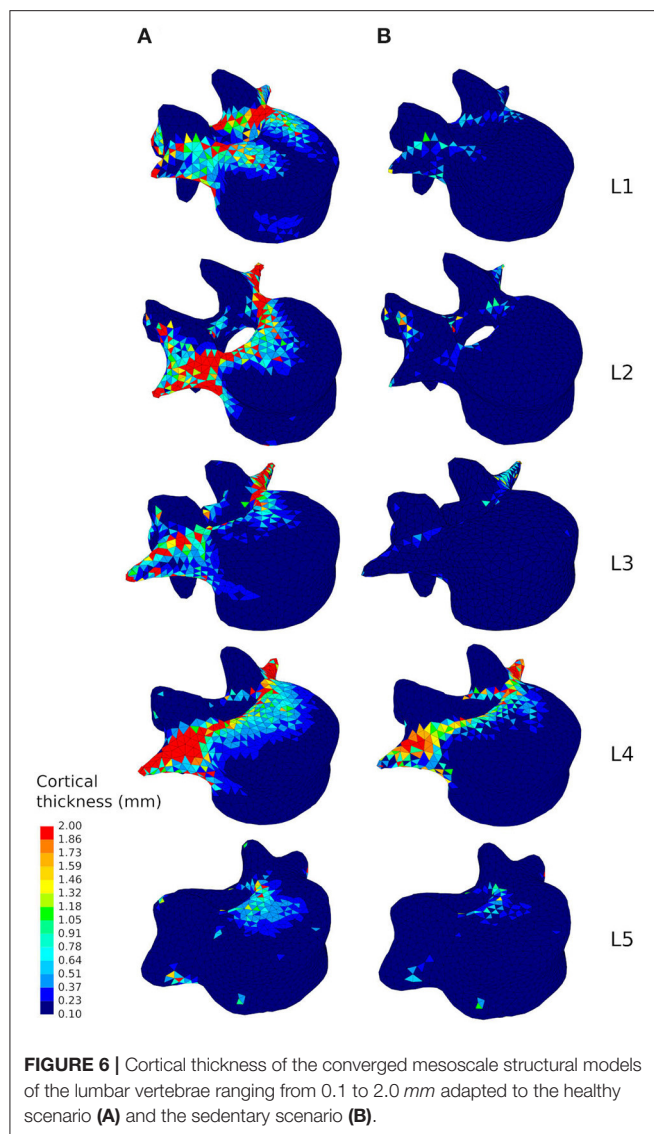 A
B
L1
L2
L3
L4
Cortical
thickness (mm)
2.00
1.86
1.73
1.59
1.46
1.32
1.18
1.05
0.91
0.78
0.64
0.51
0.37
0.23
0.10
L5
FIGURE 6 | Cortical thickness of the converged mesoscale structural models
of the lumbar vertebrae ranging from 0.1 to 2.0 mm adapted to the healthy
scenario (A) and the sedentary scenario (B).